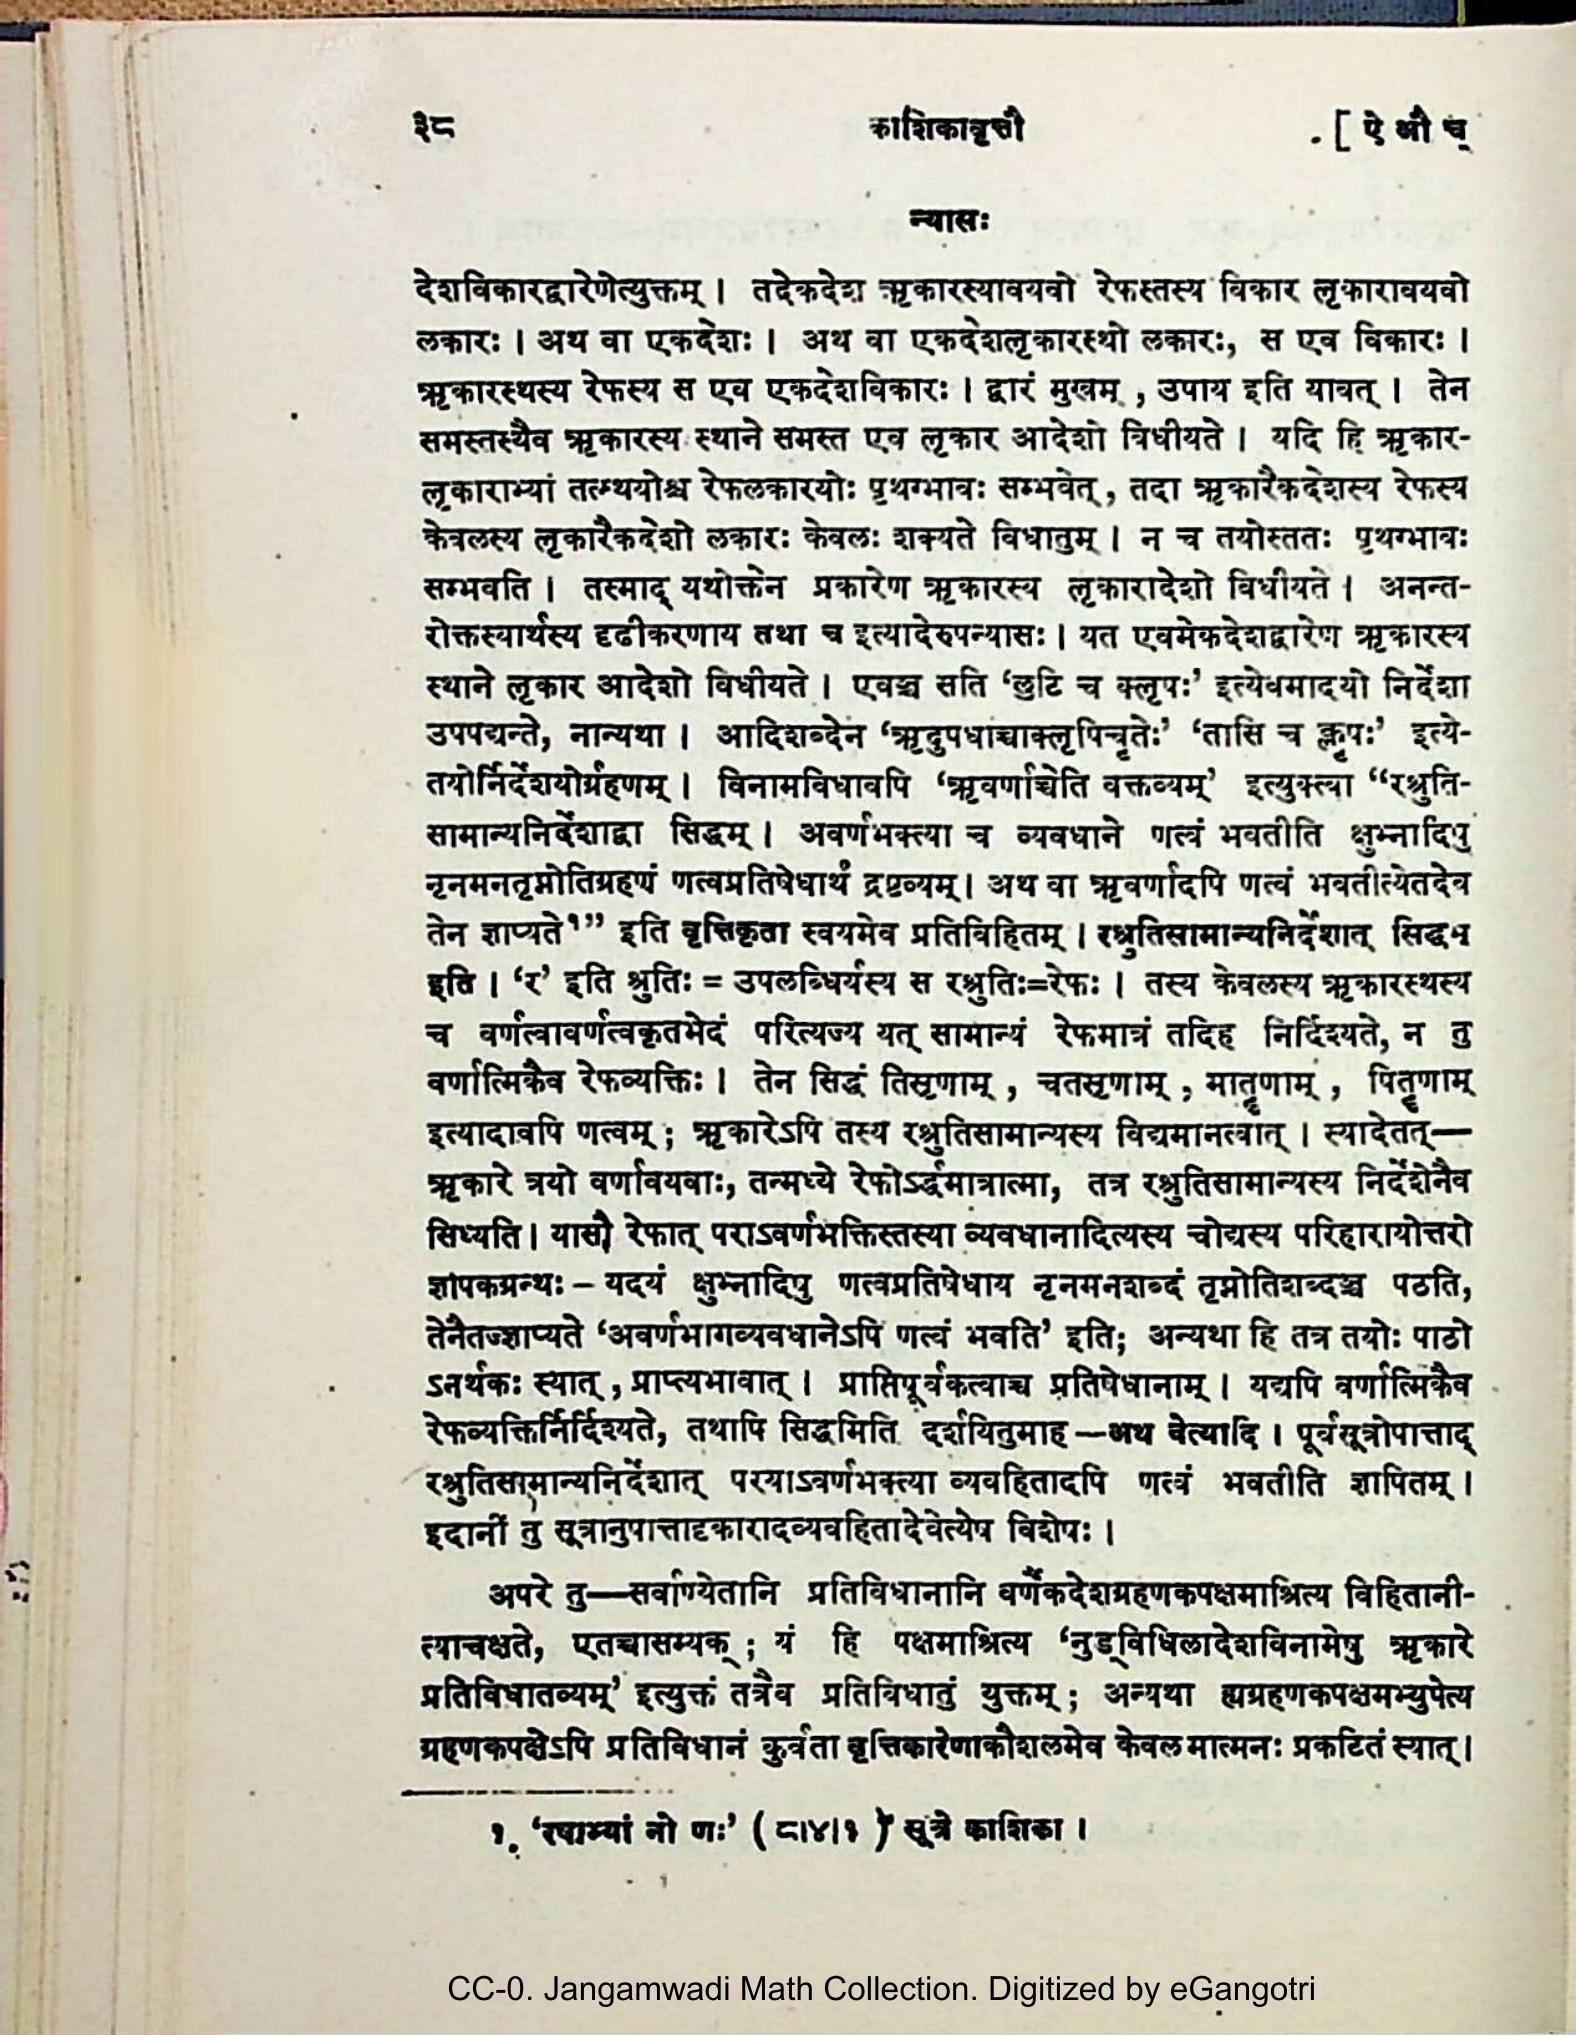 ३८ काशिकावृत्तौ [ ऐ औ च्
न्यासः
देशविकारद्वारेणेत्युक्तम् । तदेकदेश ऋकारस्यावयवो रेफस्तस्य विकार लृकारावयवो
लकारः । अथ वा एकदेशः । अथ वा एकदेशलृकारस्थो लकारः, स एव विकारः ।
ऋकारस्थस्य रेफस्य स एव एकदेशविकारः । द्वारं मुखम् , उपाय इति यावत् । तेन
समस्तस्यैव ऋकारस्य स्थाने समस्त एव लृकार आदेशो विधीयते । यदि हि ऋकार-
लृकाराभ्यां तत्स्थयोश्च रेफलकारयोः पृथग्भावः सम्भवेत् , तदा ऋकारैकदेशस्य रेफस्य
केवलस्य लृकारैकदेशो लकारः केवलः शक्यते विधातुम् । न च तयोस्ततः पृथग्भावः
सम्भवति । तस्माद् यथोक्तेन प्रकारेण ऋकारस्य लृकारादेशो विधीयते । अनन्त-
रोक्तस्यार्थस्य दृढीकरणाय तथा च इत्यादेरुपन्यासः । यत एवमेकदेशद्वारेण ऋकारस्य
स्थाने लृकार आदेशो विधीयते । एवञ्च सति ‘लुटि च क्लृपः’ इत्येवमादयो निर्देशा
उपपद्यन्ते, नान्यथा । आदिशब्देन ‘ऋदुपधाच्चाक्लृपिचृतेः’ ‘तासि च क्लृपः’ इत्ये-
तयोर्निर्देशयोर्ग्रहणम् । विनामविधावपि ‘ऋवर्णाच्चेति वक्तव्यम्’ इत्युक्त्वा “रश्रुति-
सामान्यनिर्देशाद्वा सिद्धम् । अवर्णभक्त्या च व्यवधाने णत्वं भवतीति क्षुभ्नादिषु
नृनमनतृप्नोतिग्रहणं णत्वप्रतिषेधार्थं द्रष्टव्यम् । अथ वा ऋवर्णादपि णत्वं भवतीत्येतदेव
तेन ज्ञाप्यते१” इति वृत्तिकृता स्वयमेव प्रतिविहितम् । रश्रुतिसामान्यनिर्देशात् सिद्धम्
इति । ‘र’ इति श्रुतिः = उपलब्धिर्यस्य स रश्रुतिः=रेफः । तस्य केवलस्य ऋकारस्थस्य
च वर्णत्वावर्णत्वकृतभेदं परित्यज्य यत् सामान्यं रेफमात्रं तदिह निर्दिश्यते, न तु
वर्णात्मिकैव रेफव्यक्तिः । तेन सिद्धं तिसृणाम् , चतसृणाम् , मातॄणाम् , पितॄणाम्
इत्यादावपि णत्वम् ; ऋकारेऽपि तस्य रश्रुतिसामान्यस्य विद्यमानत्वात् । स्यादेतत्—
ऋकारे त्रयो वर्णावयवाः, तन्मध्ये रेफोऽर्द्धमात्रात्मा, तत्र रश्रुतिसामान्यस्य निर्देशेनैव
सिध्यति । यासौ रेफात् पराऽवर्णभक्तिस्तस्या व्यवधानादित्यस्य चोद्यस्य परिहारायोत्तरो
ज्ञापकग्रन्थः – यदयं क्षुभ्नादिषु णत्वप्रतिषेधाय नृनमनशब्दं तृप्नोतिशब्दञ्च पठति,
तेनैतज्ज्ञाप्यते ‘अवर्णभागव्यवधानेऽपि णत्वं भवति’ इति; अन्यथा हि तत्र तयोः पाठो
ऽनर्थकः स्यात् , प्राप्त्यभावात् । प्राप्तिपूर्वकत्वाच्च प्रतिषेधानाम् । यद्यपि वर्णात्मिकैव
रेफव्यक्तिर्निर्दिश्यते, तथापि सिद्धमिति दर्शयितुमाह—अथ वेत्यादि । पूर्वसूत्रोपात्ताद्
रश्रुतिसामान्यनिर्देशात् परयाऽवर्णभक्त्या व्यवहितादपि णत्वं भवतीति ज्ञापितम् ।
इदानीं तु सूत्रानुपात्तादृकारादव्यवहितादेवेत्येष विशेषः ।
अपरे तु—सर्वाण्येतानि प्रतिविधानानि वर्णैकदेशग्रहणकपक्षमाश्रित्य विहितानी-
त्याचक्षते, एतच्चासम्यक् ; यं हि पक्षमाश्रित्य ‘नुड्विधिलादेशविनामेषु ऋकारे
प्रतिविधातव्यम्’ इत्युक्तं तत्रैव प्रतिविधातुं युक्तम् ; अन्यथा ह्यग्रहणकपक्षमभ्युपेत्य
ग्रहणकपक्षेऽपि प्रतिविधानं कुर्वता वृत्तिकारेणाकौशलमेव केवलमात्मनः प्रकटितं स्यात् ।
१. ‘रषाभ्यां नो णः’ ( ८।४।१ ) सूत्रे काशिका ।
CC-0. Jangamwadi Math Collection. Digitized by eGangotri